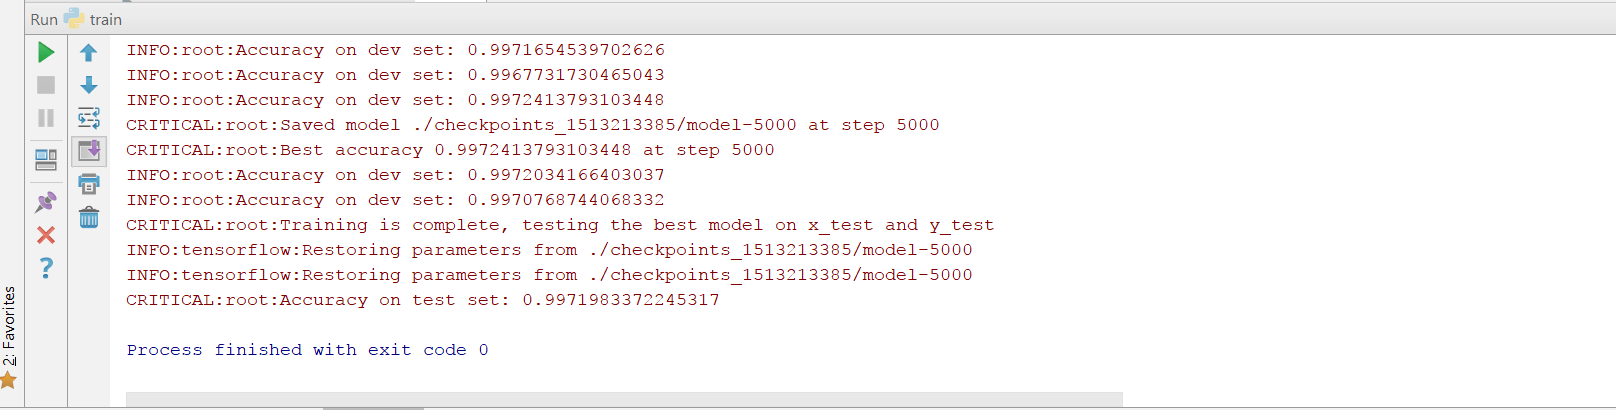 Run train
INFO:root:Accuracy on dev set: 0.9971654539702626
INFO:root:Accuracy on dev set: 0.9967731730465043
INFO:root:Accuracy on dev set: 0.9972413793103448
CRITICAL:root:Saved model ./checkpoints_1513213385/model-5000 at step 5000
CRITICAL:root:Best accuracy 0.9972413793103448 at step 5000
INFO:root:Accuracy on dev set: 0.9972034166403037
INFO:root:Accuracy on dev set: 0.9970768744068332
CRITICAL:root:Training is complete, testing the best model on x_test and y_test
INFO:tensorflow:Restoring parameters from ./checkpoints_1513213385/model-5000
INFO:tensorflow:Restoring parameters from ./checkpoints_1513213385/model-5000
CRITICAL:root:Accuracy on test set: 0.9971983372245317
Process finished with exit code 0
2: Favorites